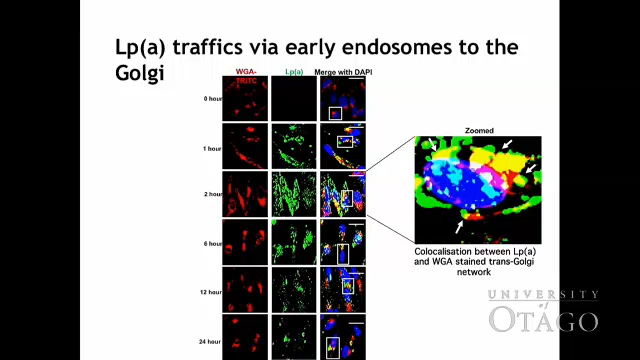 Lp(a) traffics via early endosomes to the
Golgi
WGA-
TRITC
Lp(a)
Merge with DAPI
0 hour
1 hour
2 hour
6 hour
12 hour
24 hour
Zoomed
Colocalisation between Lp(a)
and WGA stained trans-Golgi
network
UNIVERSITY
of
OTAGO